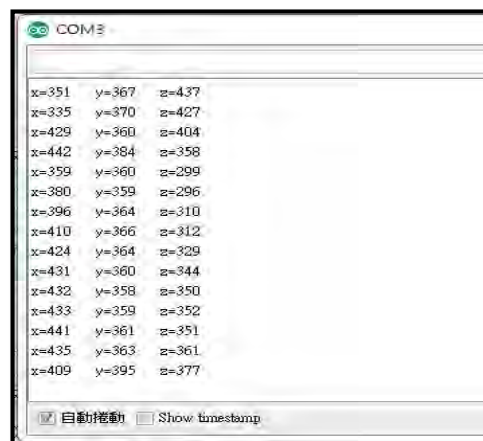 COM3
x=351 y=367 z=437
x=335 y=370 z=427
x=429 y=360 z=404
x=442 y=384 z=358
x=359 y=360 z=299
x=380 y=359 z=296
x=396 y=364 z=310
x=410 y=366 z=312
x=424 y=364 z=329
x=431 y=360 z=344
x=432 y=358 z=350
x=433 y=359 z=352
x=441 y=361 z=351
x=435 y=363 z=361
x=409 y=395 z=377
自動捲動 Show timestamp